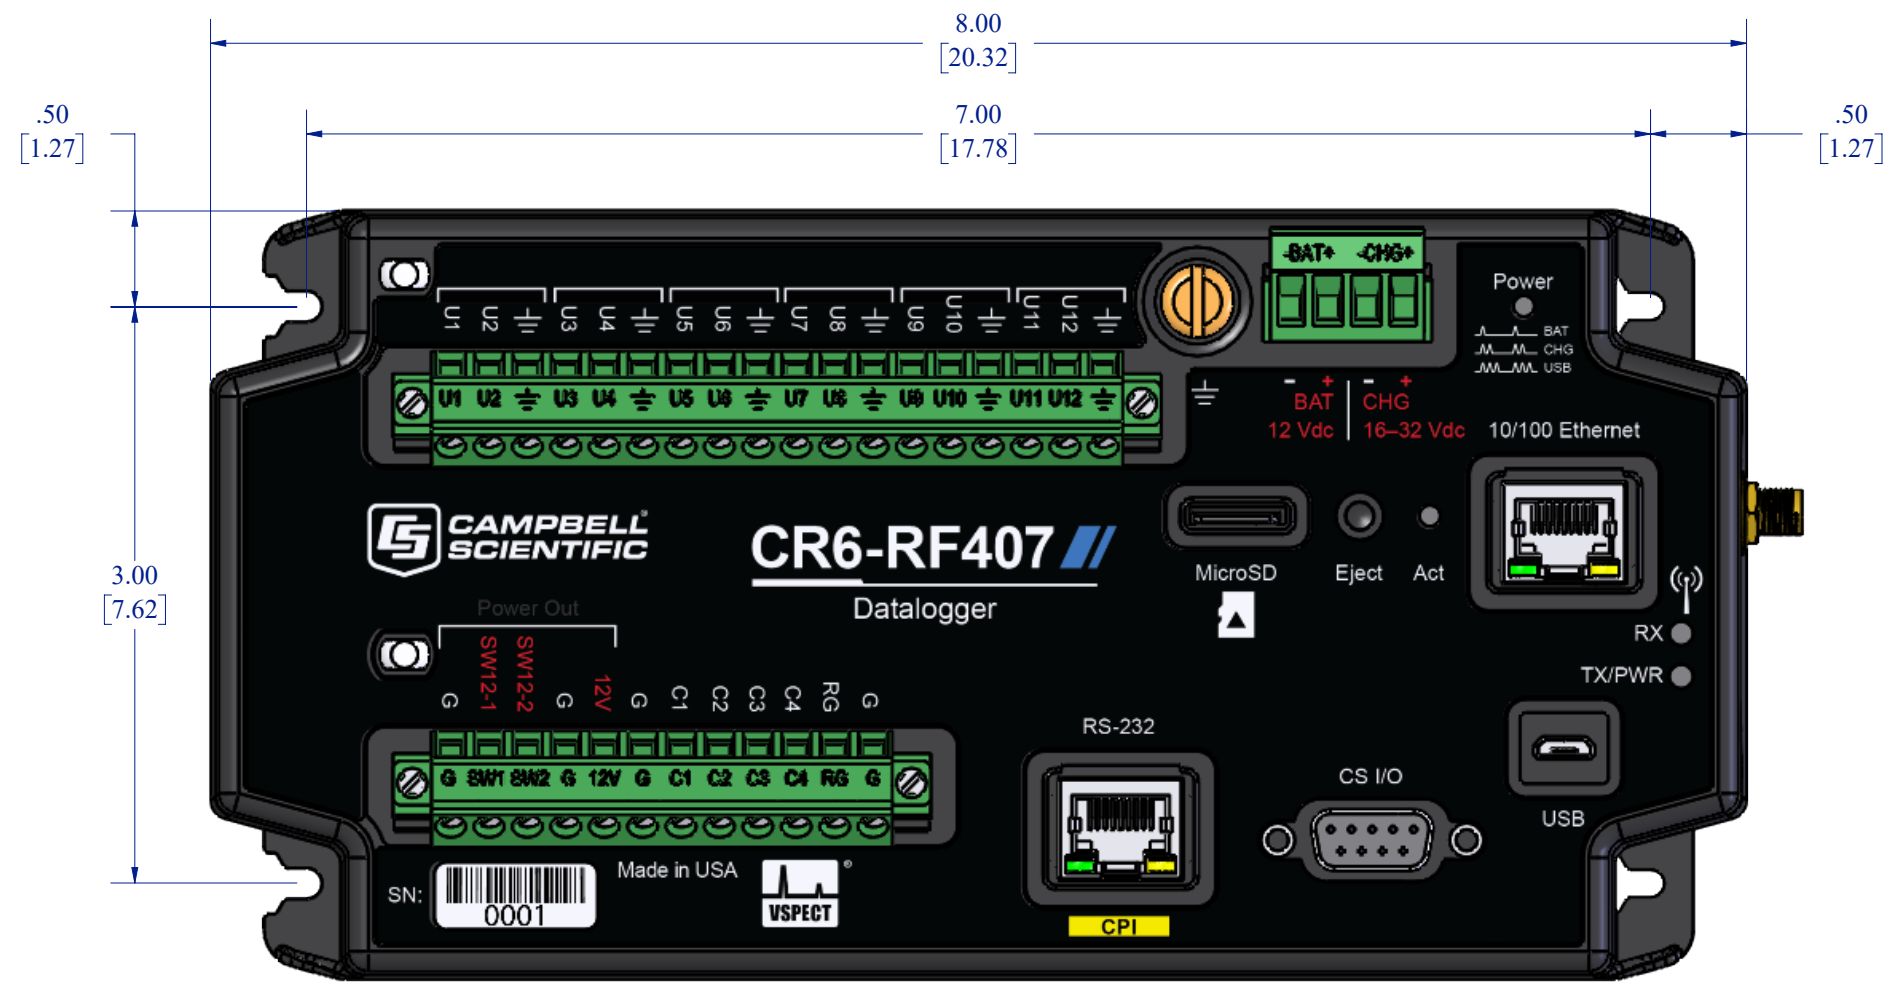 8.00
[20.32]
.50
[1.27]
7.00
[17.78]
.50
[1.27]
-BAT+ -CHG+
Power
BAT
CHG
USB
U1 U2 U3 U4 U5 U6 U7 U8 U9 U10 U11 U12
U1 U2 U3 U4 U5 U6 U7 U8 U9 U10 U11 U12
- + - +
BAT CHG
12 Vdc 16–32 Vdc
10/100 Ethernet
CAMPBELL®
SCIENTIFIC
CR6-RF407
Datalogger
MicroSD Eject Act
3.00
[7.62]
Power Out
RX
TX/PWR
G SW12-1 SW12-2 G 12V G C1 C2 C3 C4 RG G
RS-232
G SW1 SW2 G 12V G C1 C2 C3 C4 RG G
CS I/O
USB
Made in USA
SN:
0001
VSPECT
®
CPI